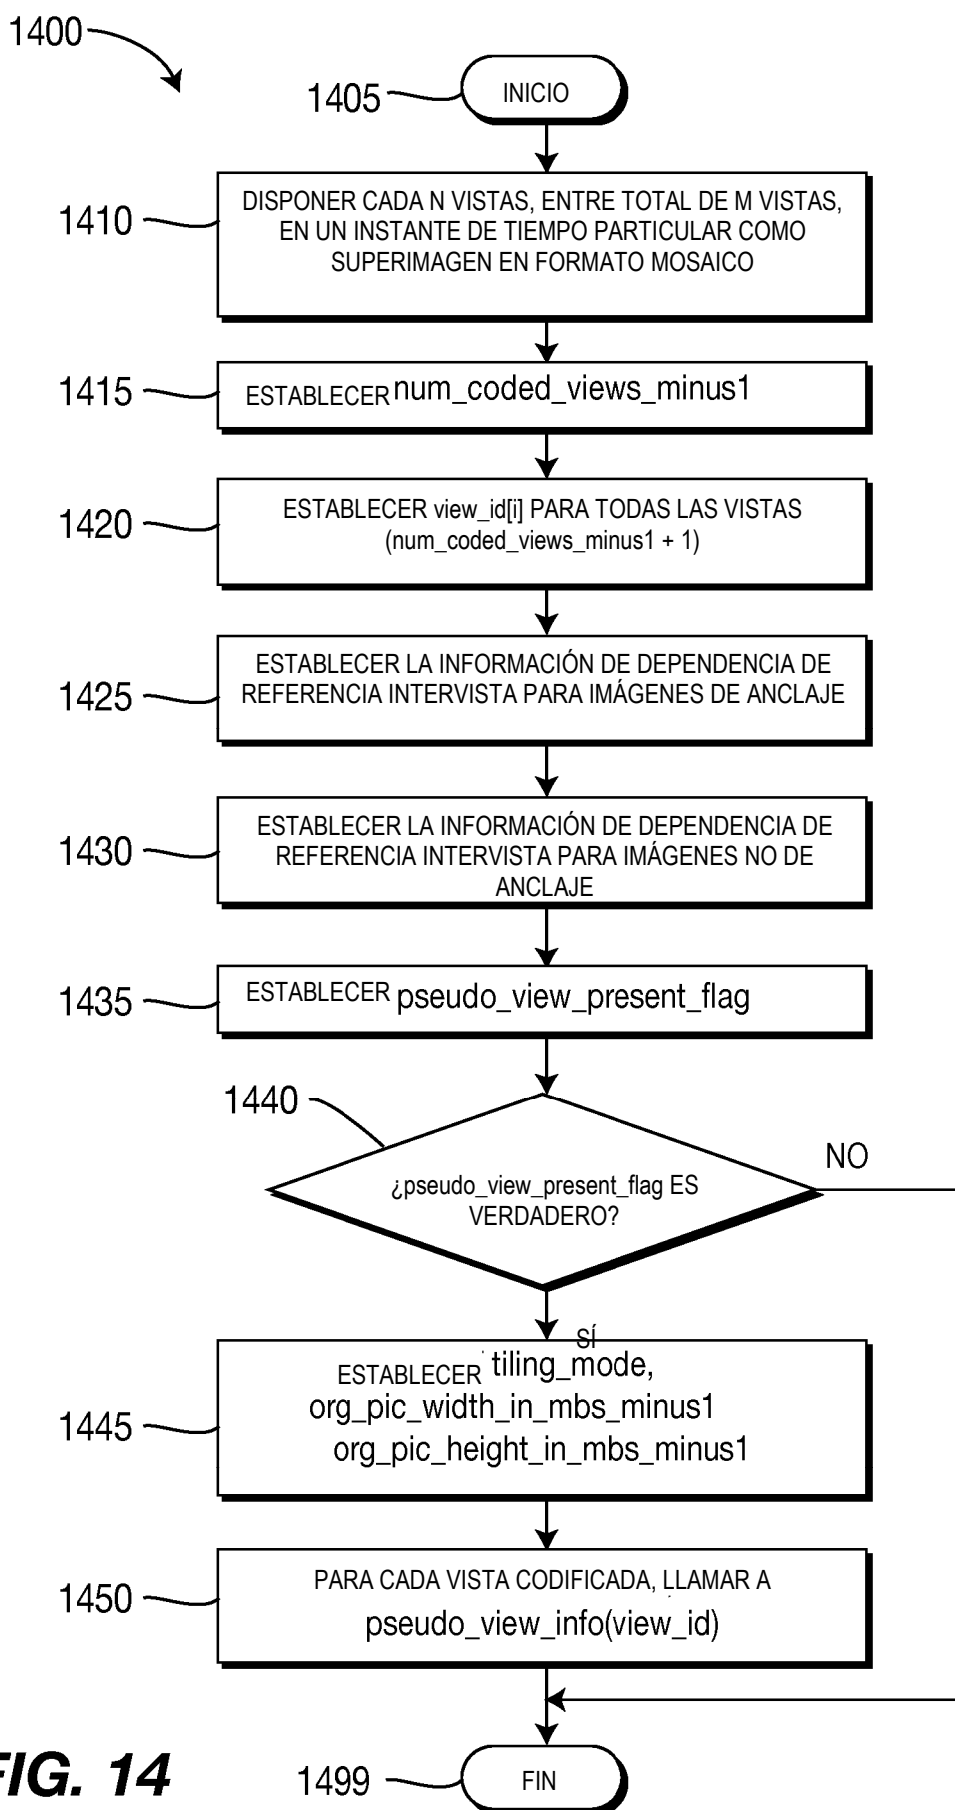 1400
1405
INICIO
1410
DISPONER CADA N VISTAS, ENTRE TOTAL DE M VISTAS,
EN UN INSTANTE DE TIEMPO PARTICULAR COMO
SUPERIMAGEN EN FORMATO MOSAICO
1415
ESTABLECER num_coded_views_minus1
1420
ESTABLECER view_id[i] PARA TODAS LAS VISTAS
(num_coded_views_minus1 + 1)
1425
ESTABLECER LA INFORMACIÓN DE DEPENDENCIA DE
REFERENCIA INTERVISTA PARA IMÁGENES DE ANCLAJE
1430
ESTABLECER LA INFORMACIÓN DE DEPENDENCIA DE
REFERENCIA INTERVISTA PARA IMÁGENES NO DE
ANCLAJE
1435
ESTABLECER pseudo_view_present_flag
1440
NO
¿pseudo_view_present_flag ES
VERDADERO?
SÍ
1445
ESTABLECER tiling_mode,
org_pic_width_in_mbs_minus1
org_pic_height_in_mbs_minus1
1450
PARA CADA VISTA CODIFICADA, LLAMAR A
pseudo_view_info(view_id)
FIG. 14
1499
FIN